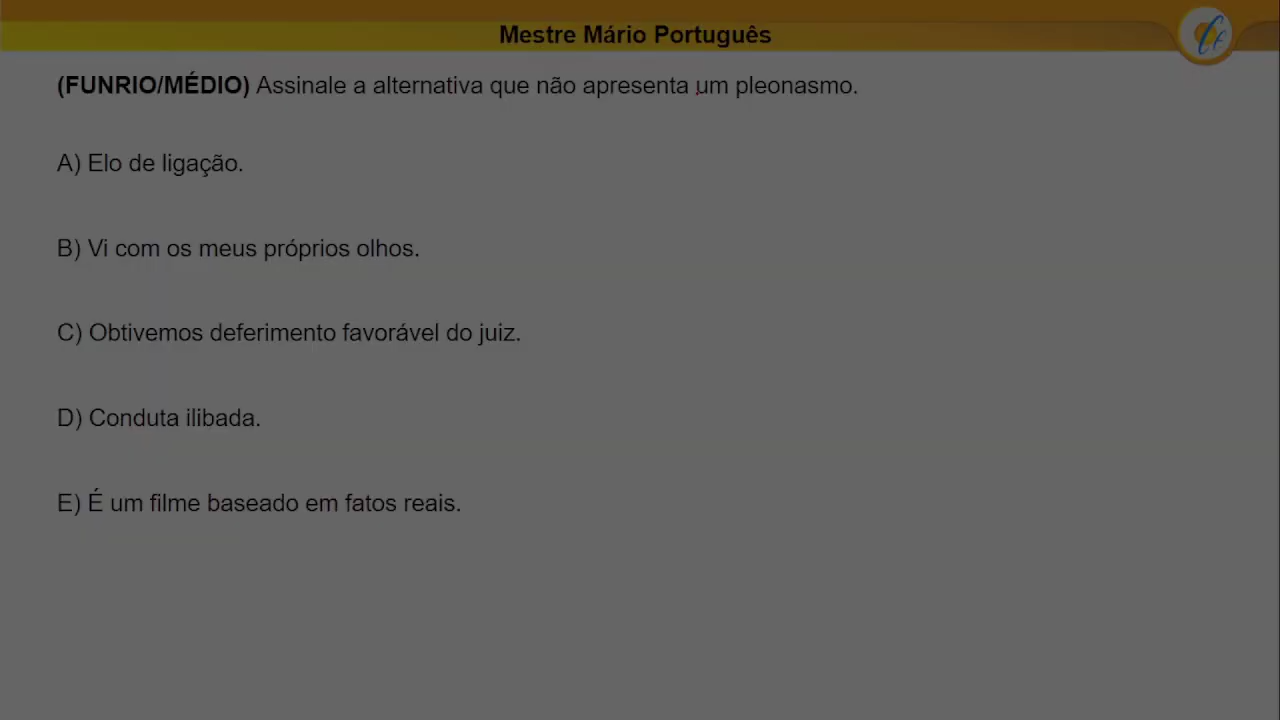 Mestre Mário Português
(FUNRIO/MÉDIO) Assinale a alternativa que não apresenta um pleonasmo.
A) Elo de ligação.
B) Vi com os meus próprios olhos.
C) Obtivemos deferimento favorável do juiz.
D) Conduta ilibada.
E) É um filme baseado em fatos reais.